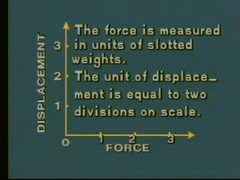 The force is measured
in units of slotted
weights.
The unit of displace—
ment is equal to two
divisions on scale.
DISPLACEMENT
3
2
1
0
1 2 3
FORCE